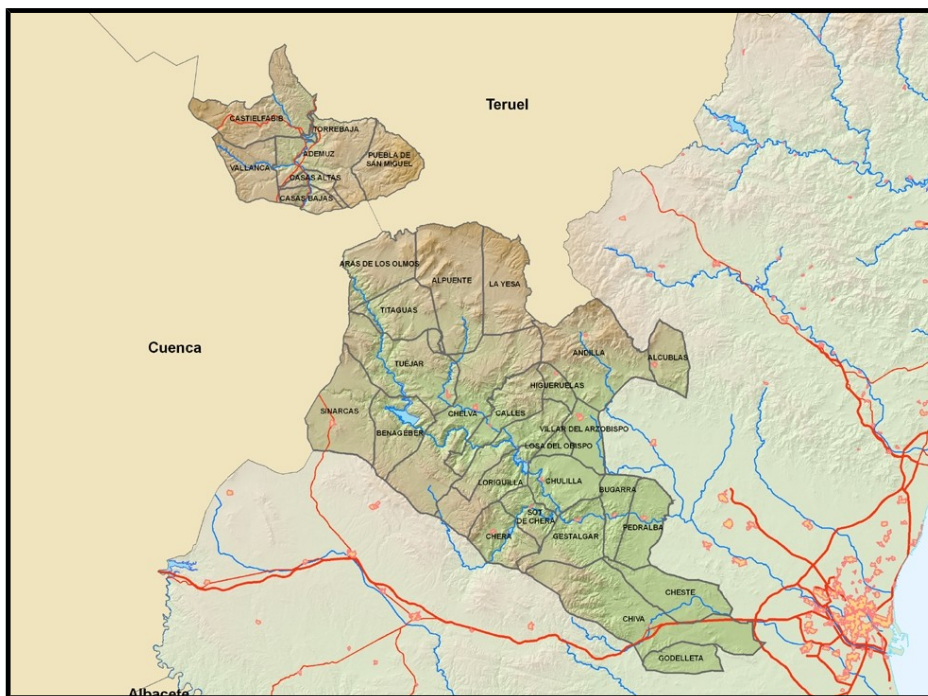 Teruel
CASTIELFABIB
TORREBAJA
ADEMUZ
PUEBLA DE
SAN MIGUEL
VALLANCA
CASAS ALTAS
CASAS BAJAS
ARAS DE LOS OLMOS
ALPUENTE
LA YESA
TITAGUAS
Cuenca
ANDILLA
ALCUBLAS
TUÉJAR
HIGUERUELAS
SINARCAS
CHELVA
CALLES
BENAGÉBER
VILLAR DEL ARZOBISPO
LOSA DEL OBISPO
LORIGUILLA
CHULILLA
BUGARRA
SOT
DE CHERA
PEDRALBA
CHERA
GESTALGAR
CHESTE
CHIVA
GODELLETA
Albacete